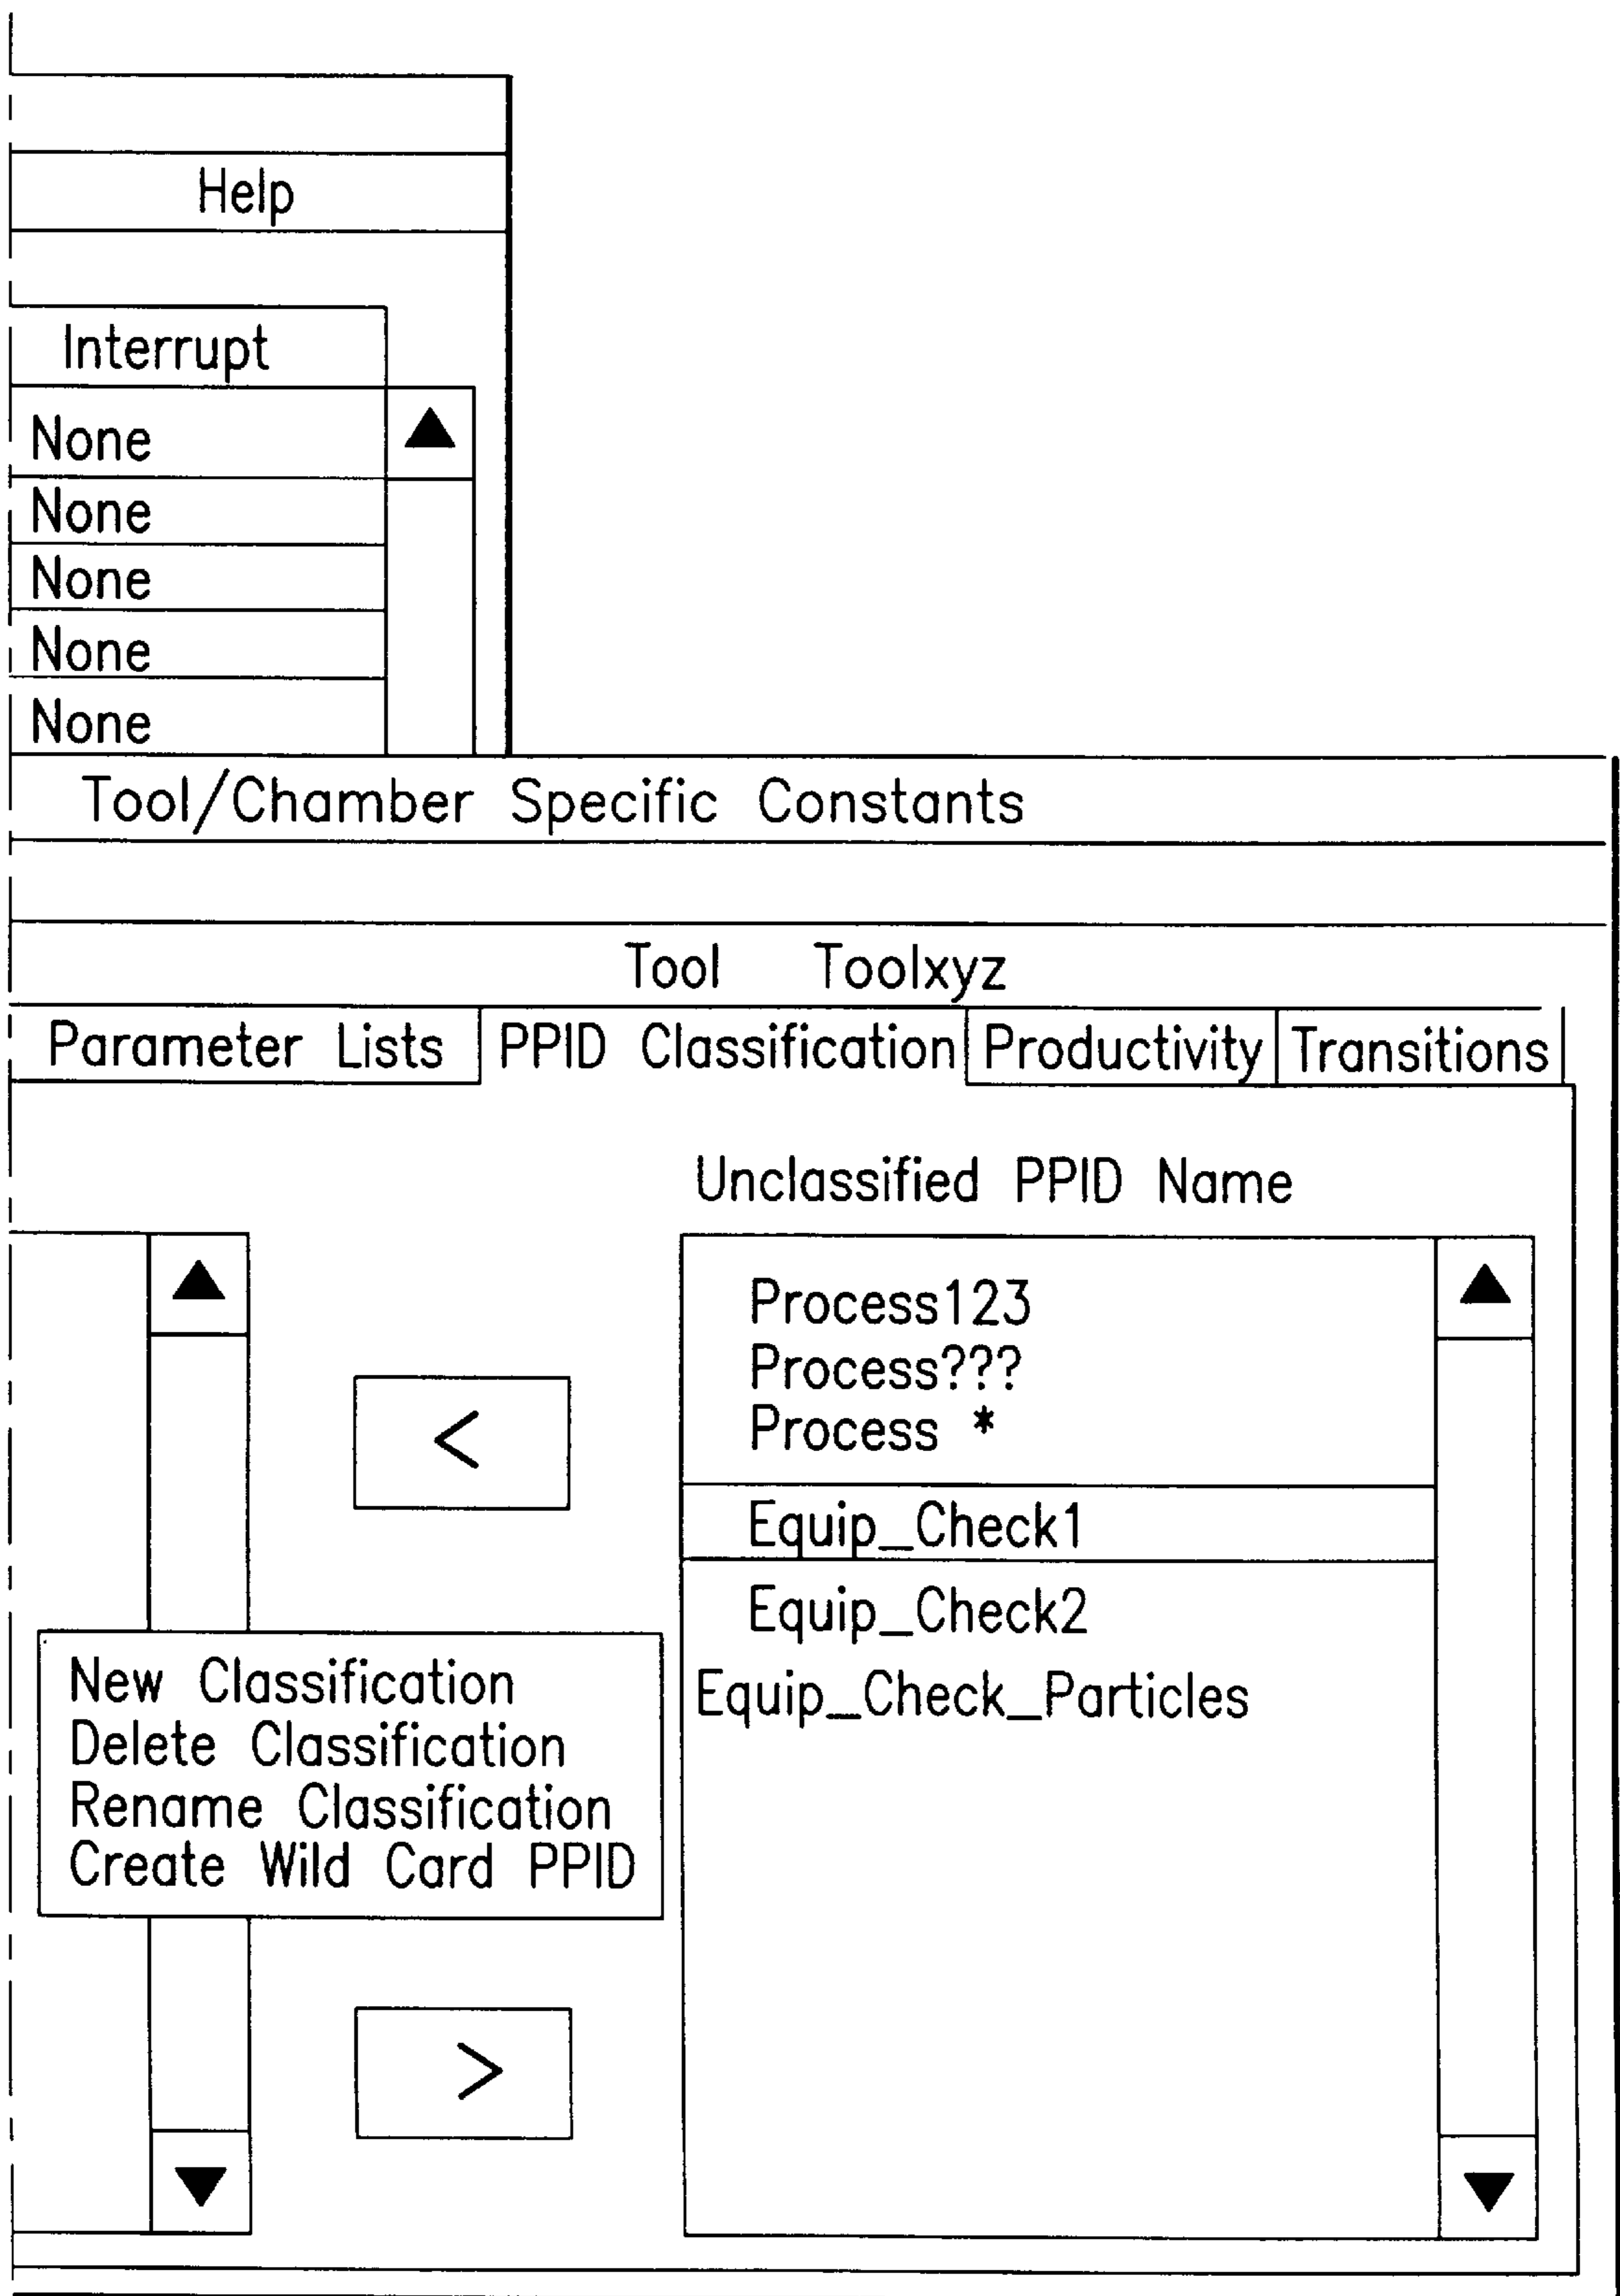 Help
Interrupt
None
None
None
None
None
Tool/Chamber Specific Constants
Tool Toolxyz
Parameter Lists PPID Classification Productivity Transitions
Unclassified PPID Name
Process123
Process???
Process *
<
Equip_Check1
Equip_Check2
Equip_Check_Particles
New Classification
Delete Classification
Rename Classification
Create Wild Card PPID
>